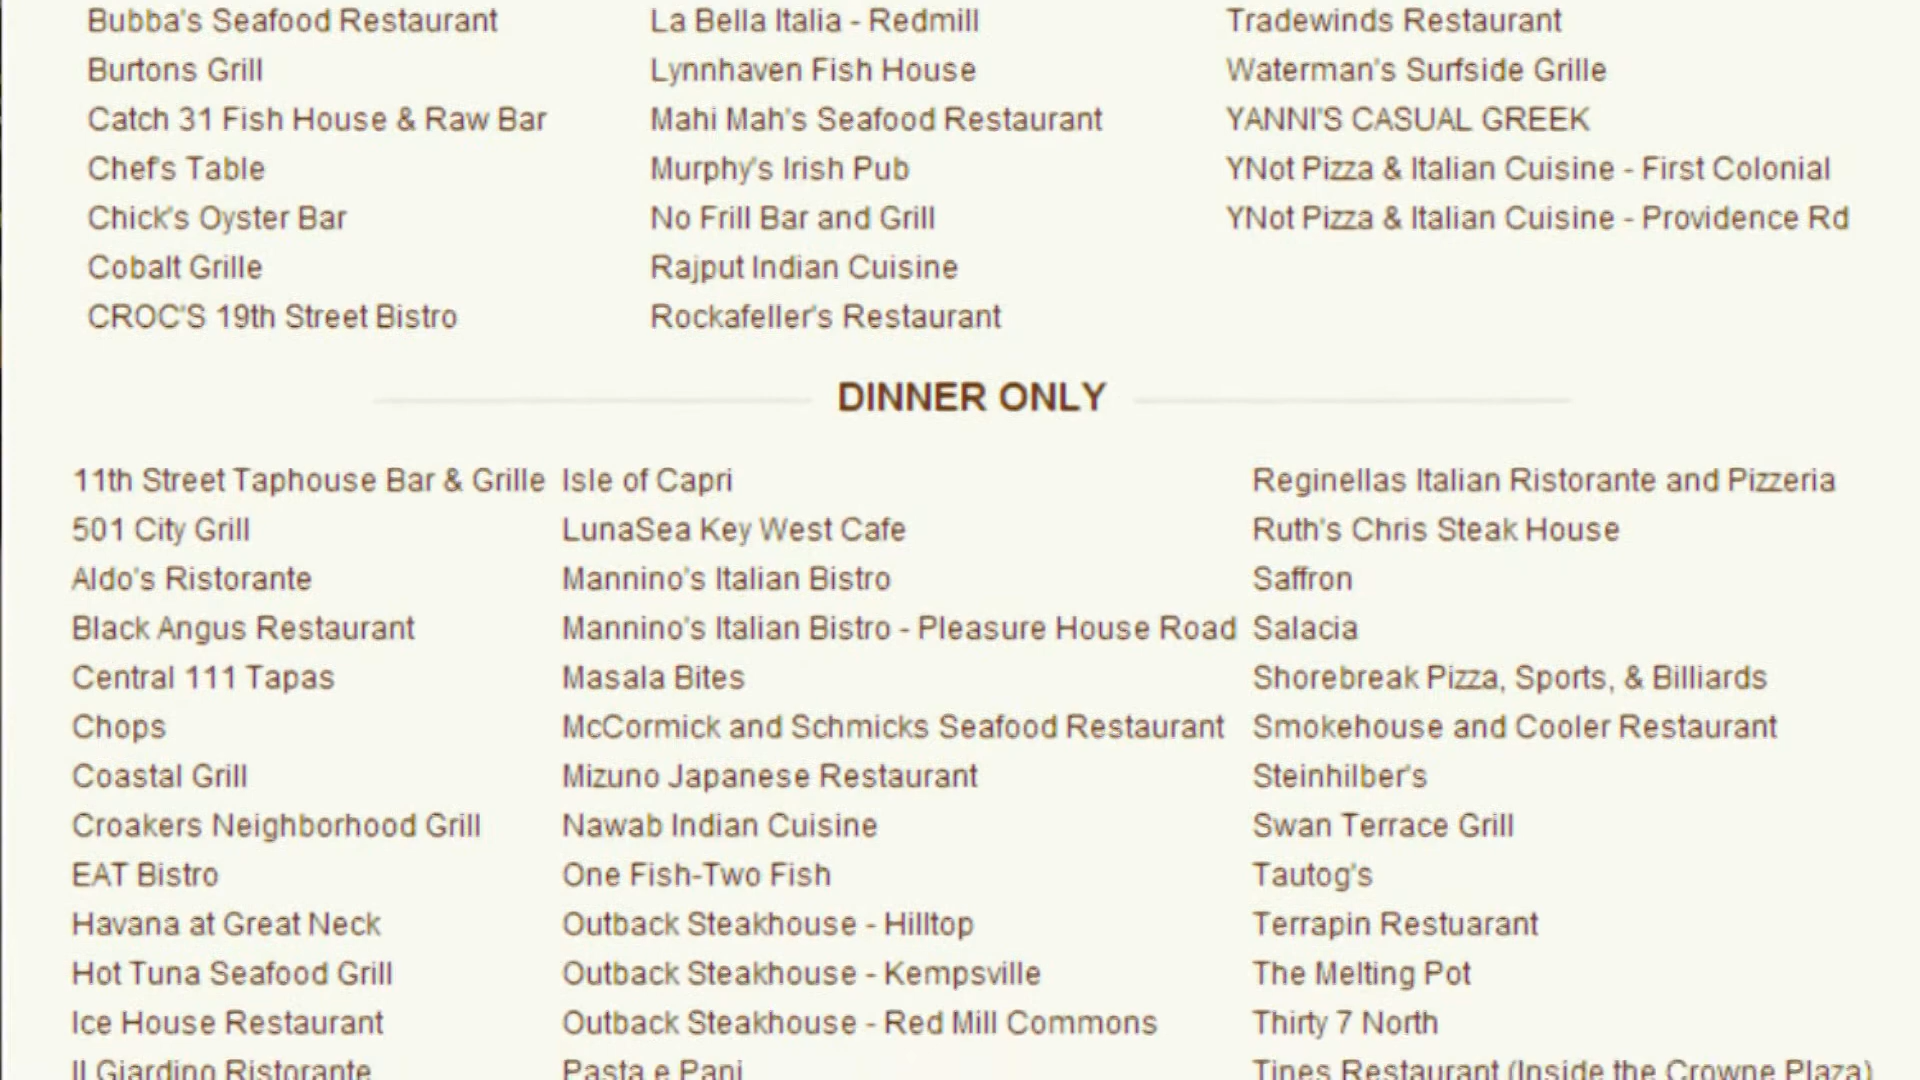 Bubba's Seafood Restaurant
Burtons Grill
Catch 31 Fish House & Raw Bar
Chef's Table
Chick's Oyster Bar
Cobalt Grille
CROC'S 19th Street Bistro
La Bella Italia - Redmill
Lynnhaven Fish House
Mahi Mah's Seafood Restaurant
Murphy's Irish Pub
No Frill Bar and Grill
Rajput Indian Cuisine
Rockafeller's Restaurant
Tradewinds Restaurant
Waterman's Surfside Grille
YANNI'S CASUAL GREEK
YNot Pizza & Italian Cuisine - First Colonial
YNot Pizza & Italian Cuisine - Providence Rd
DINNER ONLY
11th Street Taphouse Bar & Grille
501 City Grill
Aldo's Ristorante
Black Angus Restaurant
Central 111 Tapas
Chops
Coastal Grill
Croakers Neighborhood Grill
EAT Bistro
Havana at Great Neck
Hot Tuna Seafood Grill
Ice House Restaurant
Il Giardino Ristorante
Isle of Capri
LunaSea Key West Cafe
Mannino's Italian Bistro
Mannino's Italian Bistro - Pleasure House Road
Masala Bites
McCormick and Schmicks Seafood Restaurant
Mizuno Japanese Restaurant
Nawab Indian Cuisine
One Fish-Two Fish
Outback Steakhouse - Hilltop
Outback Steakhouse - Kempsville
Outback Steakhouse - Red Mill Commons
Pasta e Pani
Reginellas Italian Ristorante and Pizzeria
Ruth's Chris Steak House
Saffron
Salacia
Shorebreak Pizza, Sports, & Billiards
Smokehouse and Cooler Restaurant
Steinhilber's
Swan Terrace Grill
Tautog's
Terrapin Restuarant
The Melting Pot
Thirty 7 North
Tines Restaurant (Inside the Crowne Plaza)